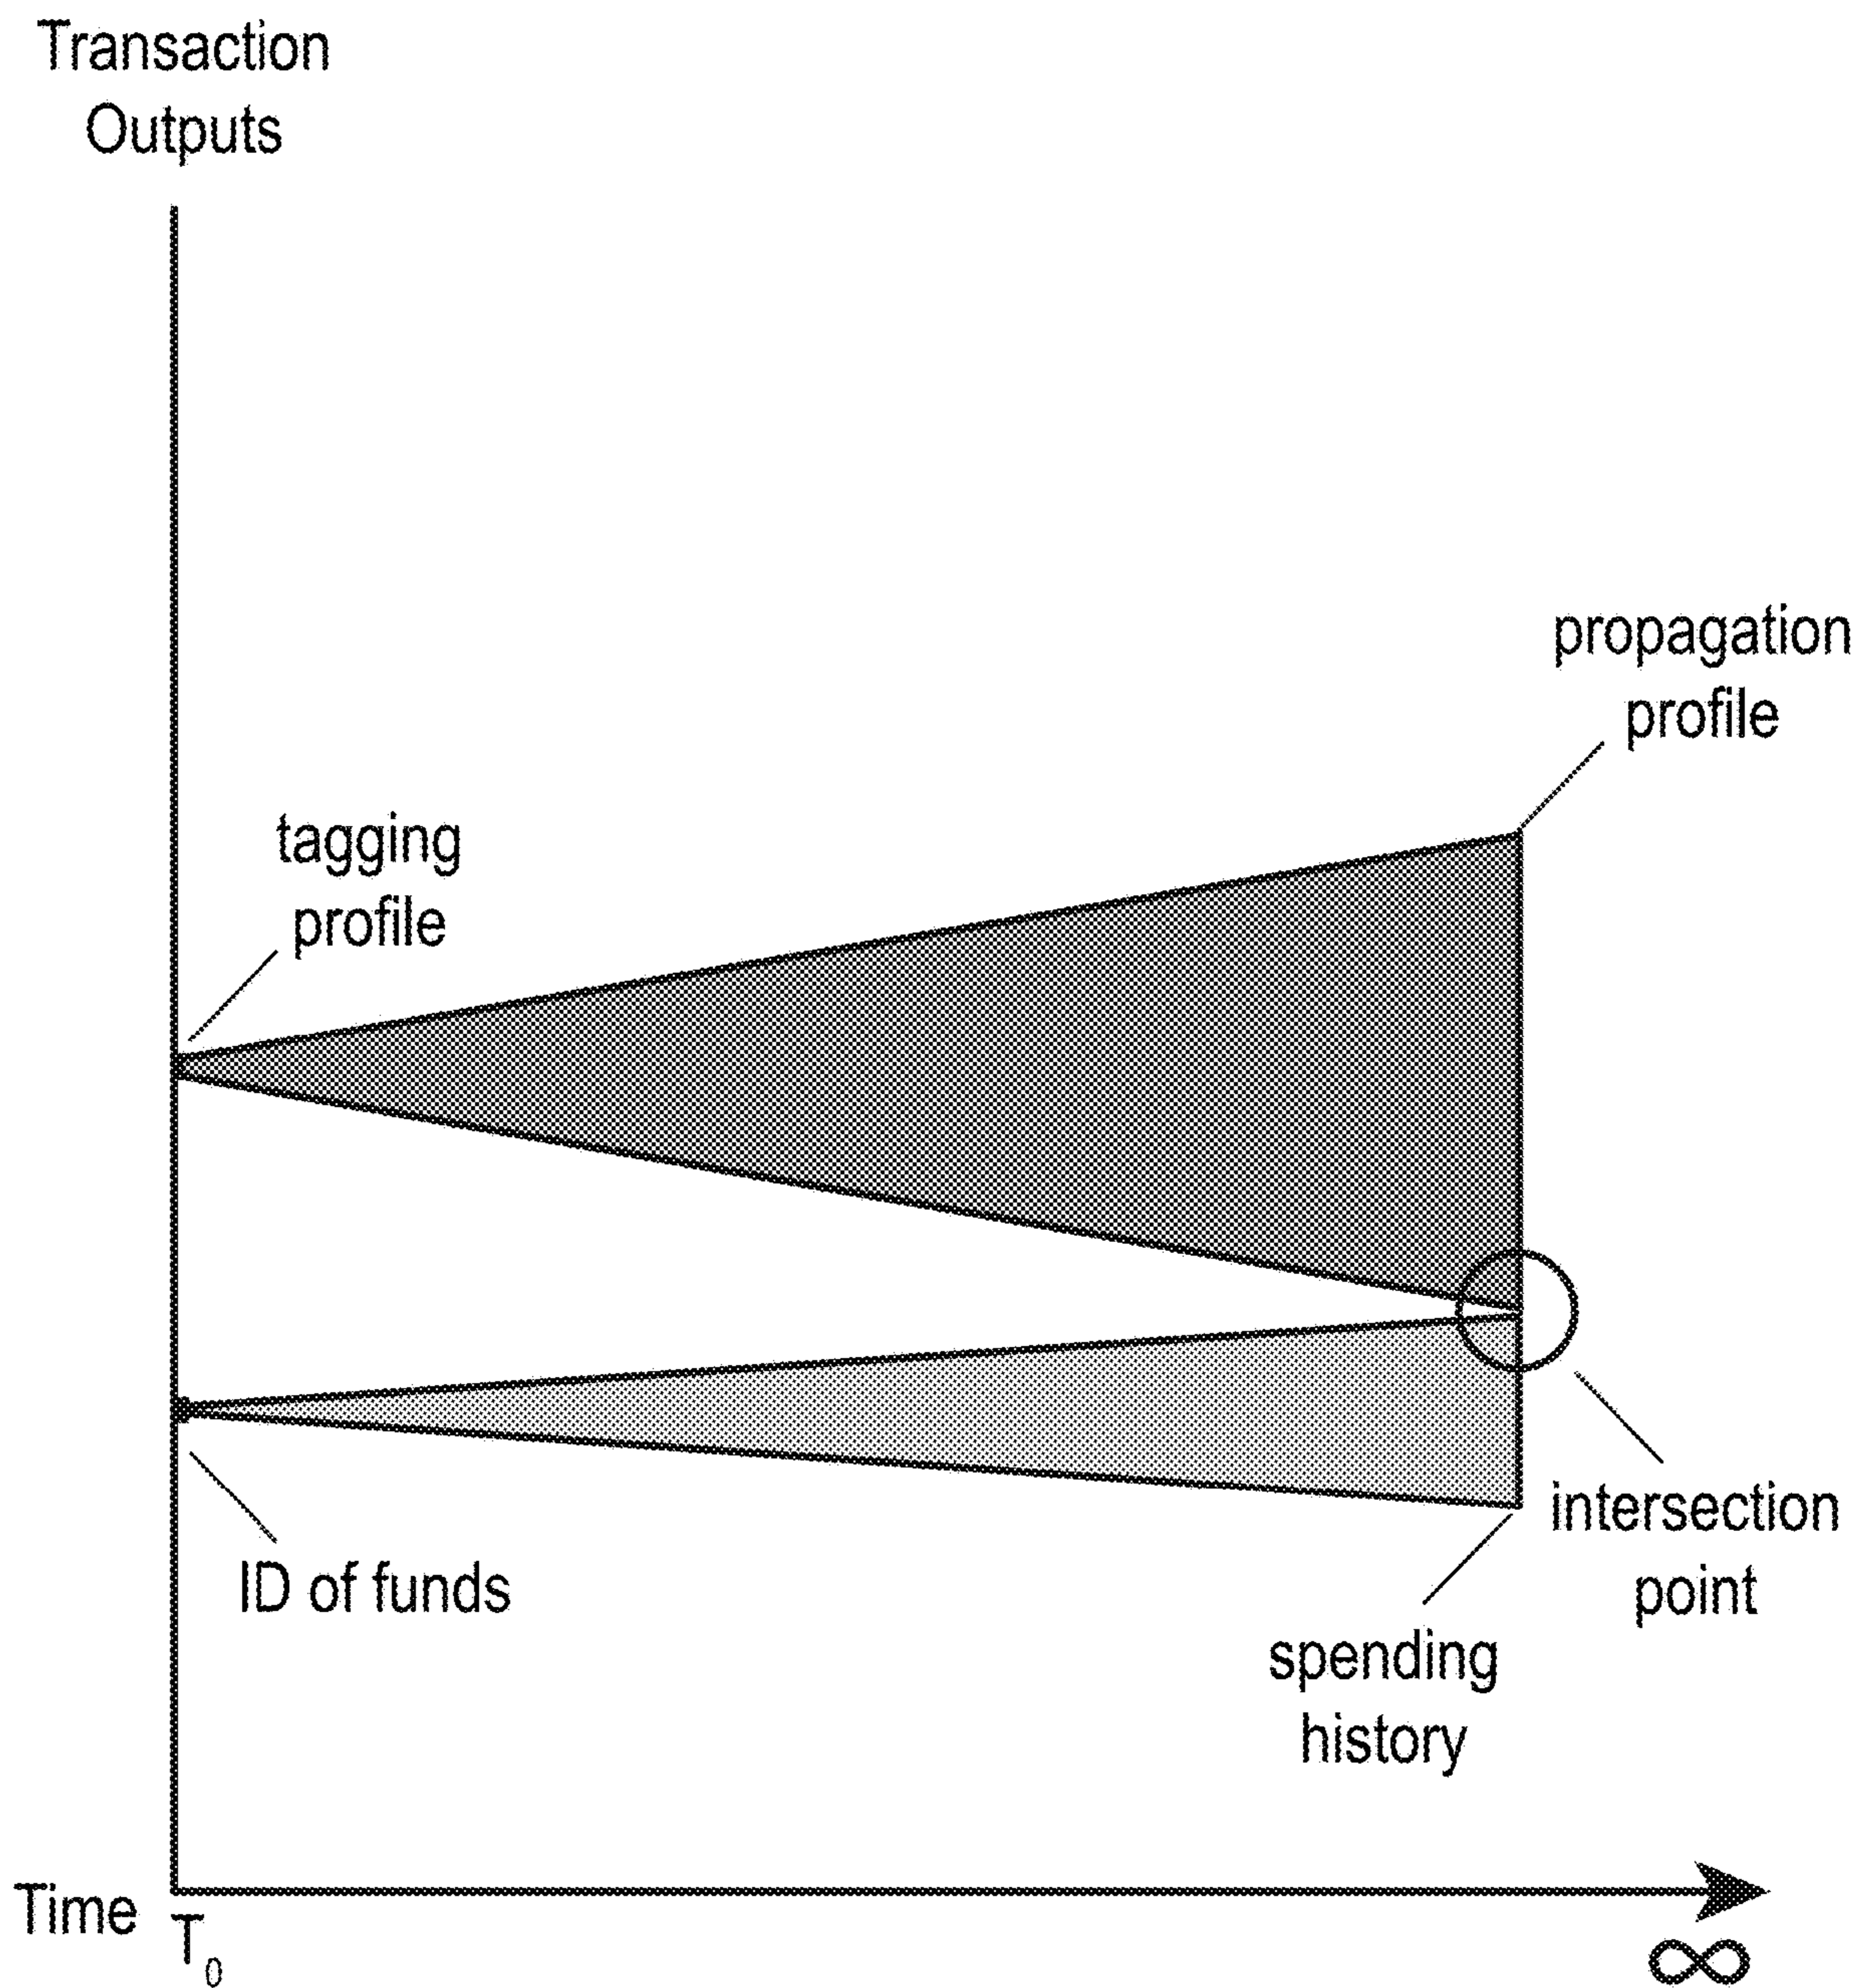 Transaction
Outputs
propagation
profile
tagging
profile
ID of funds
intersection
point
spending
history
Time
T₀
∞